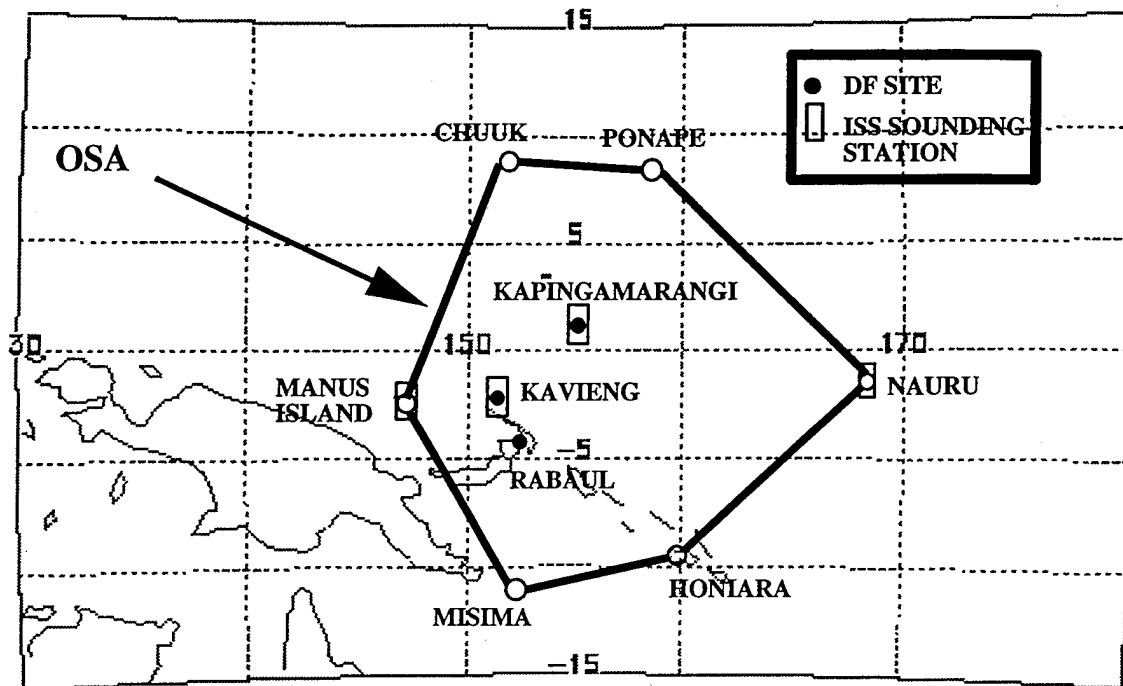 15
DF SITE
ISS SOUNDING
STATION
CHUUK
PONAPE
OSA
5
KAPINGAMARANGI
30
150
170
MANUS
ISLAND
KAVIENG
NAURU
-5
RABAUL
HONIARA
MISIMA
-15